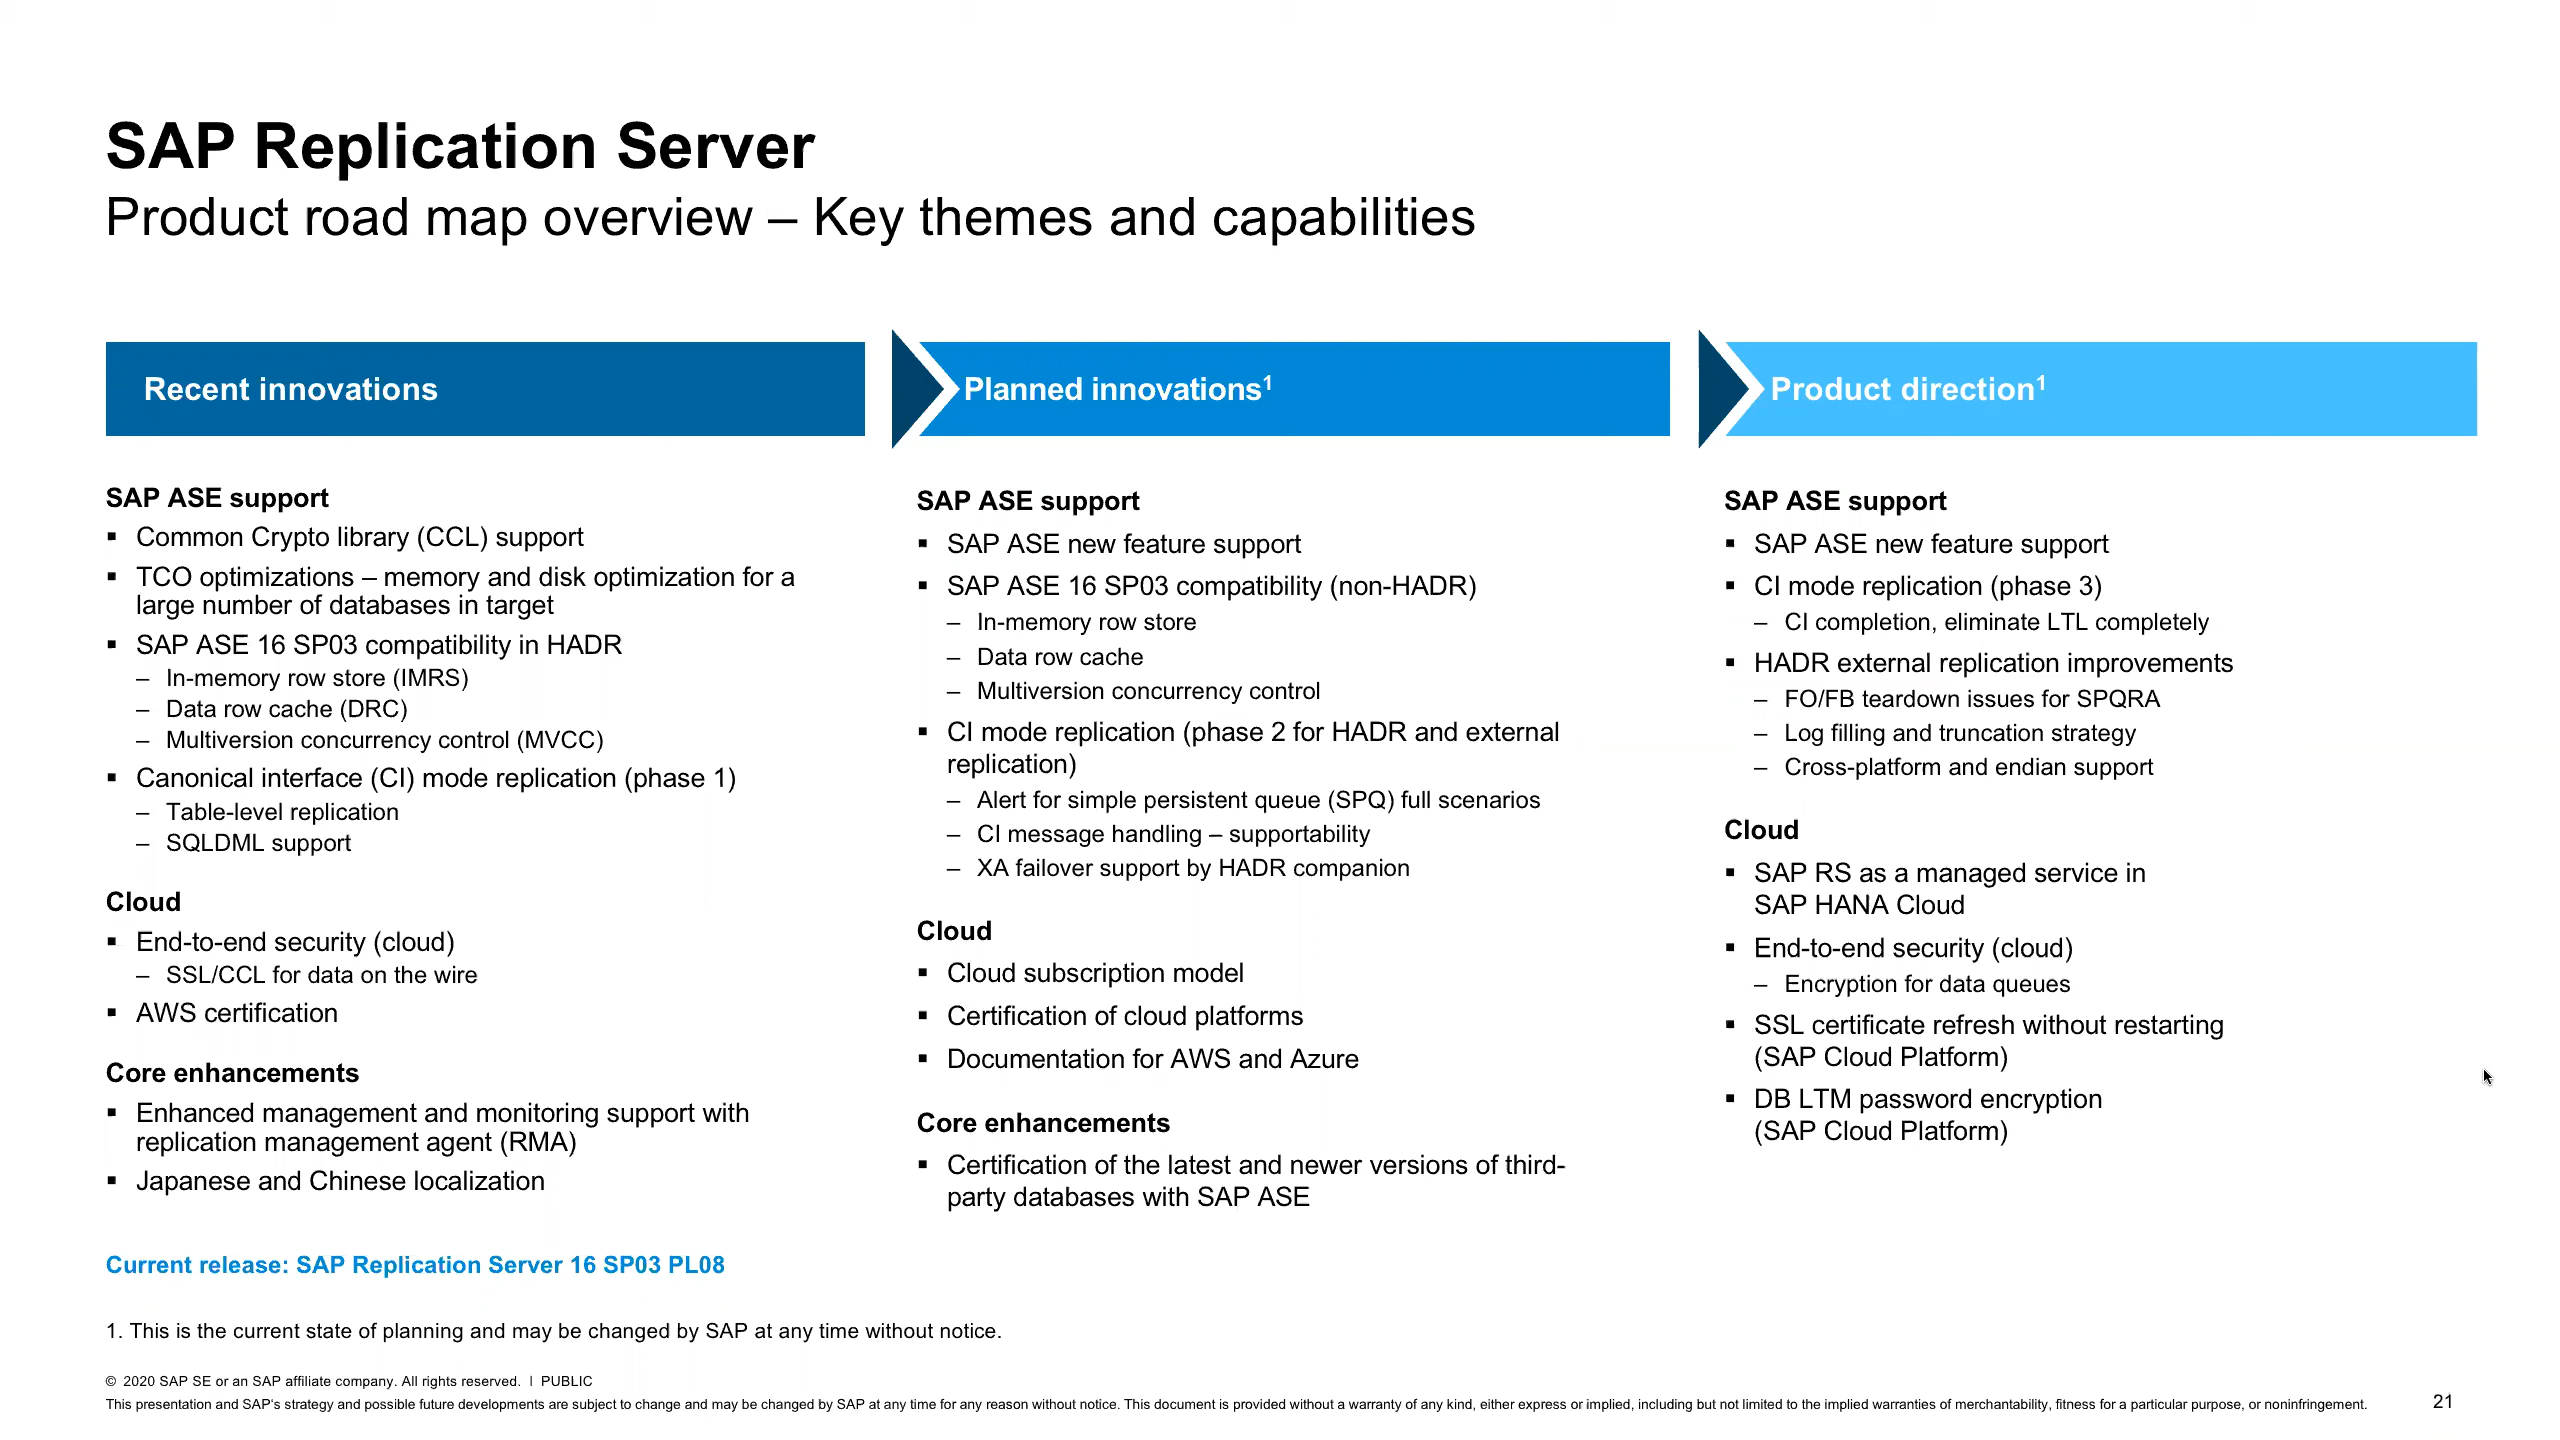 SAP Replication Server
Product road map overview – Key themes and capabilities
Recent innovations
SAP ASE support
▪ Common Crypto library (CCL) support
▪ TCO optimizations – memory and disk optimization for a
large number of databases in target
▪ SAP ASE 16 SP03 compatibility in HADR
– In-memory row store (IMRS)
– Data row cache (DRC)
– Multiversion concurrency control (MVCC)
▪ Canonical interface (CI) mode replication (phase 1)
– Table-level replication
– SQLDML support
Cloud
▪ End-to-end security (cloud)
– SSL/CCL for data on the wire
▪ AWS certification
Core enhancements
▪ Enhanced management and monitoring support with
replication management agent (RMA)
▪ Japanese and Chinese localization
Current release: SAP Replication Server 16 SP03 PL08
Planned innovations¹
SAP ASE support
▪ SAP ASE new feature support
▪ SAP ASE 16 SP03 compatibility (non-HADR)
– In-memory row store
– Data row cache
– Multiversion concurrency control
▪ CI mode replication (phase 2 for HADR and external
replication)
– Alert for simple persistent queue (SPQ) full scenarios
– CI message handling – supportability
– XA failover support by HADR companion
Cloud
▪ Cloud subscription model
▪ Certification of cloud platforms
▪ Documentation for AWS and Azure
Core enhancements
▪ Certification of the latest and newer versions of third-
party databases with SAP ASE
Product direction¹
SAP ASE support
▪ SAP ASE new feature support
▪ CI mode replication (phase 3)
– CI completion, eliminate LTL completely
▪ HADR external replication improvements
– FO/FB teardown issues for SPQRA
– Log filling and truncation strategy
– Cross-platform and endian support
Cloud
▪ SAP RS as a managed service in
SAP HANA Cloud
▪ End-to-end security (cloud)
– Encryption for data queues
▪ SSL certificate refresh without restarting
(SAP Cloud Platform)
▪ DB LTM password encryption
(SAP Cloud Platform)
1. This is the current state of planning and may be changed by SAP at any time without notice.
© 2020 SAP SE or an SAP affiliate company. All rights reserved. ǀ PUBLIC
This presentation and SAP's strategy and possible future developments are subject to change and may be changed by SAP at any time for any reason without notice. This document is provided without a warranty of any kind, either express or implied, including but not limited to the implied warranties of merchantability, fitness for a particular purpose, or noninfringement.
21